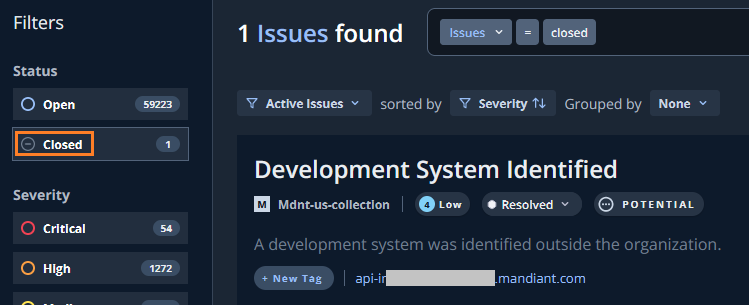 Filters
Status
Open 59223
Closed 1
Severity
Critical 54
High 1272
1 Issues found
Issues = closed
Active Issues sorted by Severity Grouped by None
Development System Identified
M Mdnt-us-collection 4 Low Resolved POTENTIAL
A development system was identified outside the organization.
+ New Tag api-ir .mandiant.com